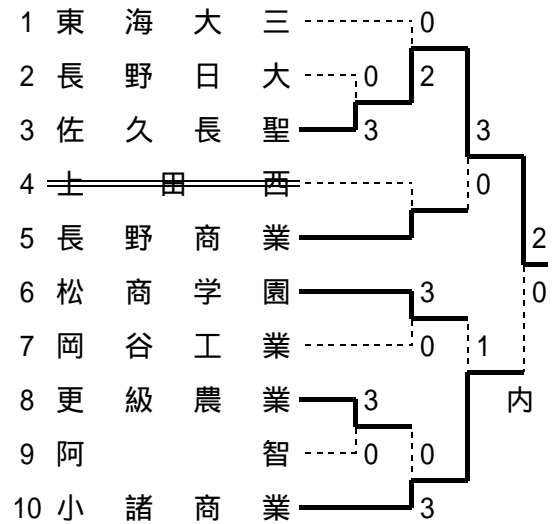 1 東海大三 0
2 長野日大 0 2
3 佐久長聖 3 3
4 上田西 0
5 長野商業 2
6 松商学園 3 0
7 岡谷工業 0 1
8 更級農業 3 内
9 阿智 0 0
10 小諸商業 3